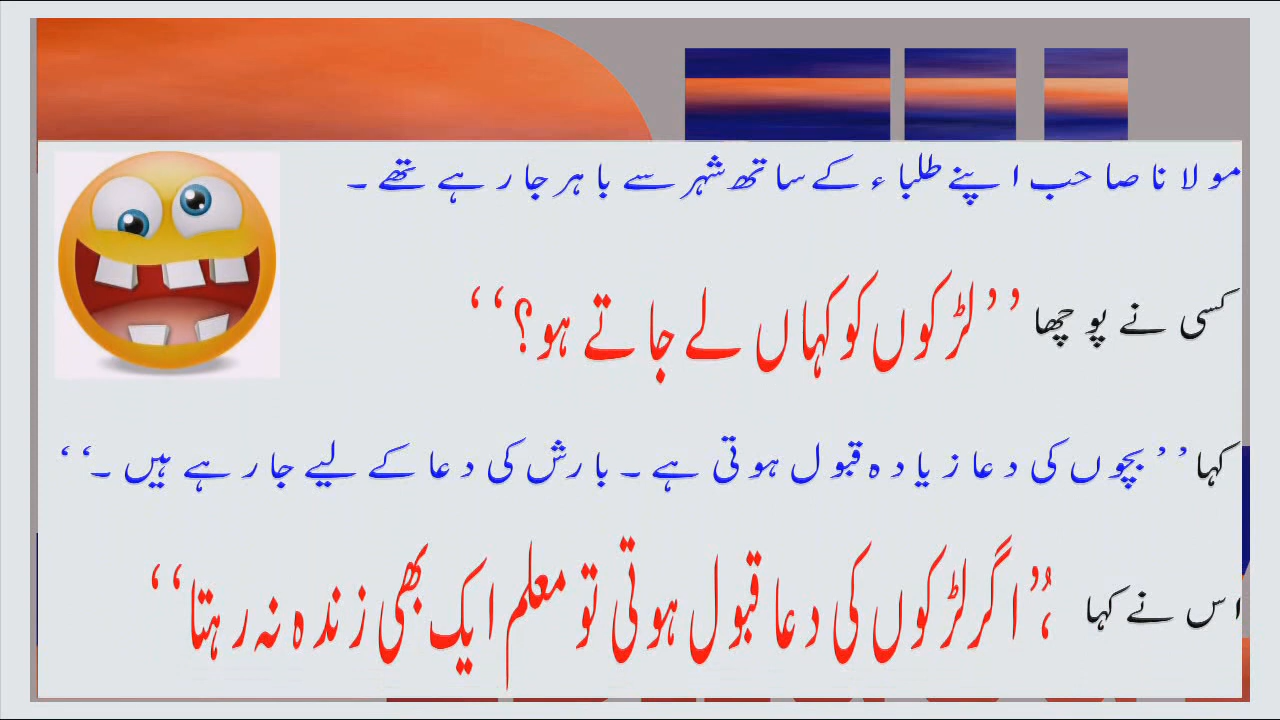 مولانا صاحب اپنے طلباء کے ساتھ شہر سے باہر جا رہے تھے ۔
کسی نے پوچھا ’’ لڑکوں کو کہاں لے جاتے ہو؟ ‘‘
کہا ’’ بچوں کی دعا زیادہ قبول ہوتی ہے ۔ بارش کی دعا کے لیے جا رہے ہیں ۔ ‘‘
اس نے کہا ،’’ اگر لڑکوں کی دعا قبول ہوتی تو معلم ایک بھی زندہ نہ رہتا ‘‘